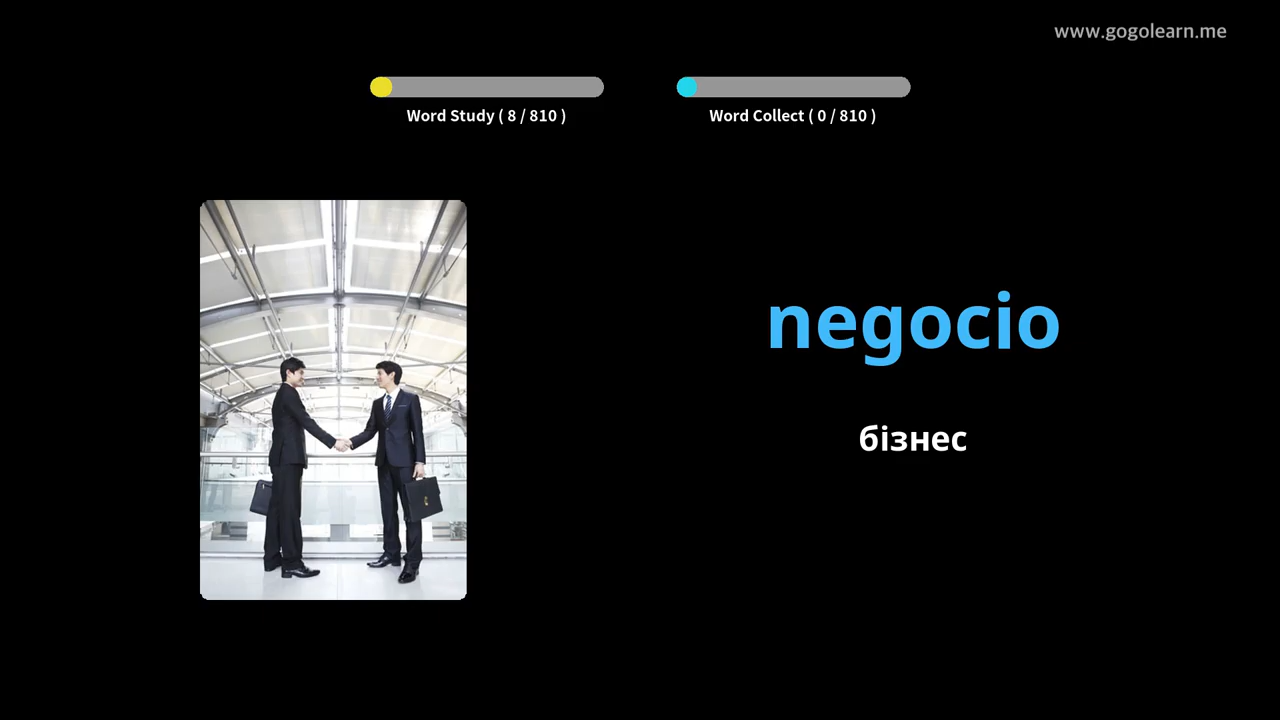 www.gogolearn.me
Word Study ( 8 / 810 )
Word Collect ( 0 / 810 )
negocio
бізнес